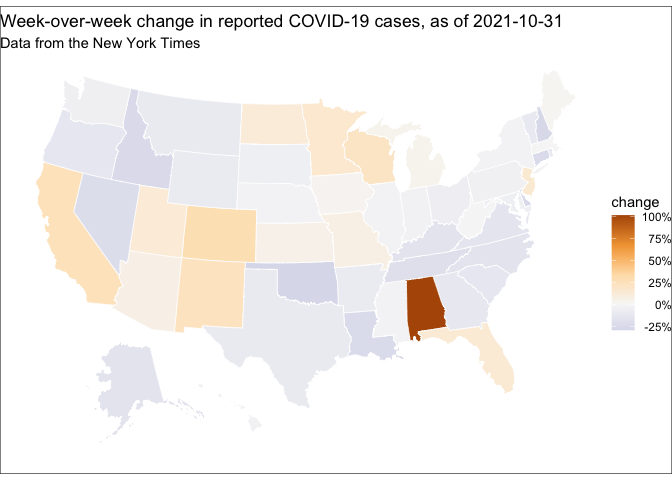 Week-over-week change in reported COVID-19 cases, as of 2021-10-31
Data from the New York Times
change
100%
75%
50%
25%
0%
-25%